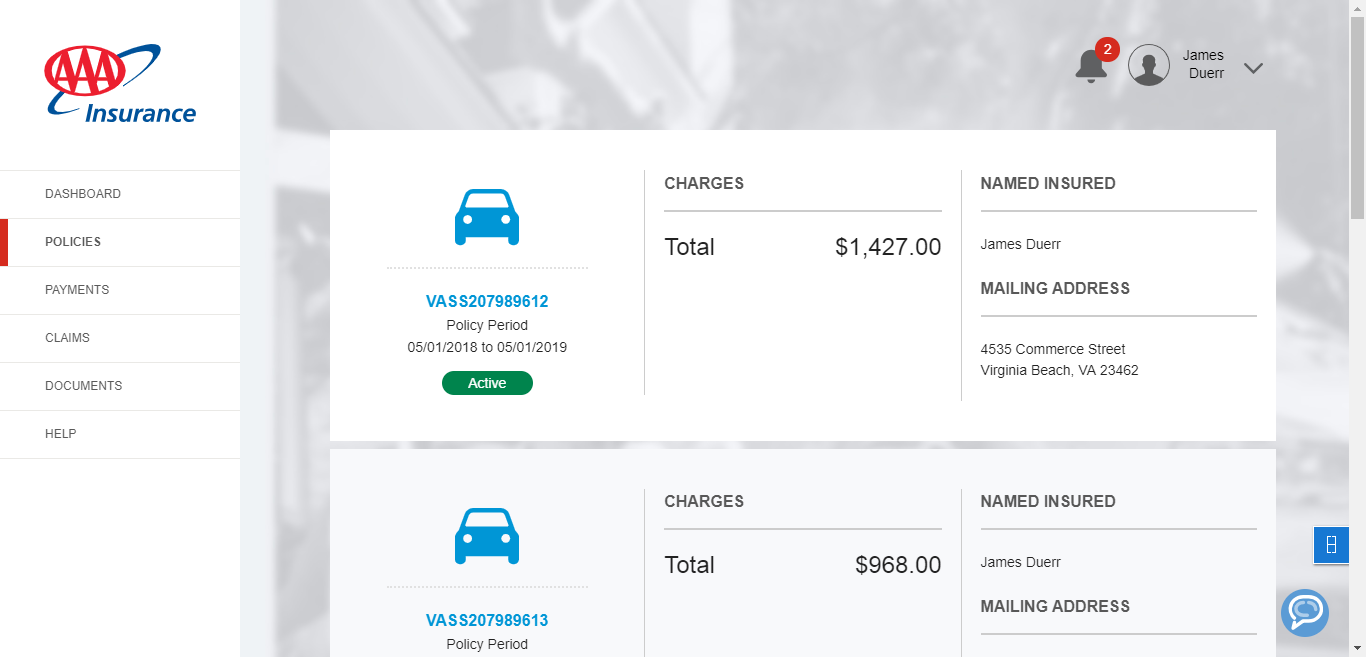 AAA
Insurance
DASHBOARD
POLICIES
PAYMENTS
CLAIMS
DOCUMENTS
HELP
2
James
Duerr
VASS207989612
Policy Period
05/01/2018 to 05/01/2019
Active
CHARGES
Total $1,427.00
NAMED INSURED
James Duerr
MAILING ADDRESS
4535 Commerce Street
Virginia Beach, VA 23462
VASS207989613
Policy Period
CHARGES
Total $968.00
NAMED INSURED
James Duerr
MAILING ADDRESS